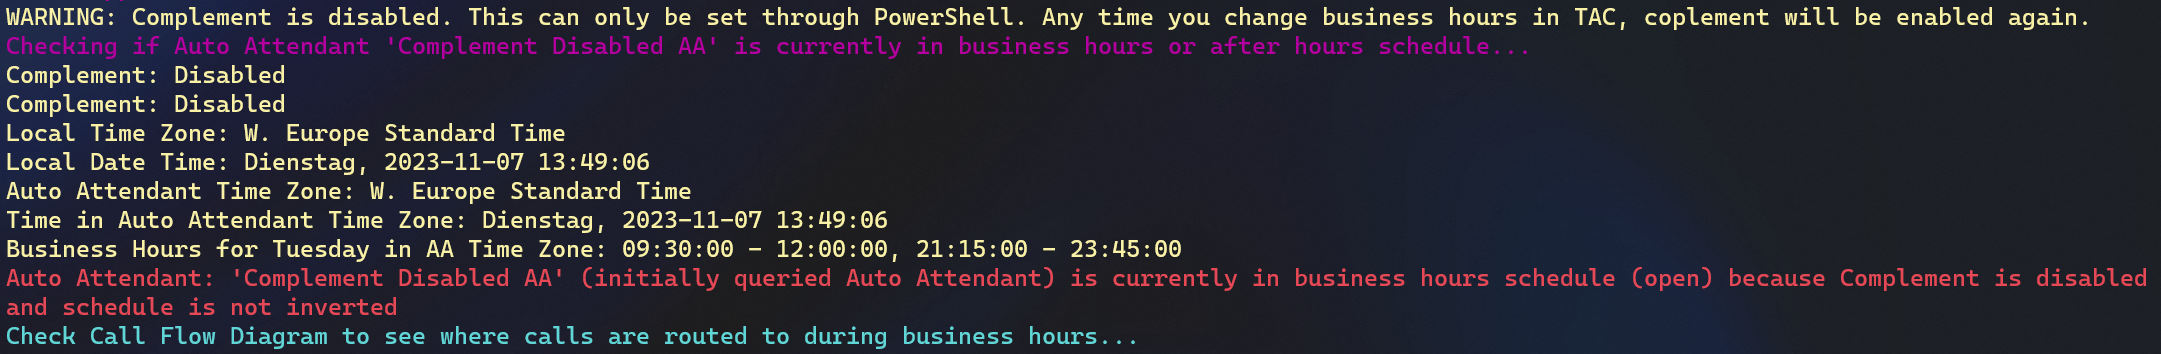 WARNING: Complement is disabled. This can only be set through PowerShell. Any time you change business hours in TAC, coplement will be enabled again.
Checking if Auto Attendant 'Complement Disabled AA' is currently in business hours or after hours schedule...
Complement: Disabled
Complement: Disabled
Local Time Zone: W. Europe Standard Time
Local Date Time: Dienstag, 2023-11-07 13:49:06
Auto Attendant Time Zone: W. Europe Standard Time
Time in Auto Attendant Time Zone: Dienstag, 2023-11-07 13:49:06
Business Hours for Tuesday in AA Time Zone: 09:30:00 - 12:00:00, 21:15:00 - 23:45:00
Auto Attendant: 'Complement Disabled AA' (initially queried Auto Attendant) is currently in business hours schedule (open) because Complement is disabled
and schedule is not inverted
Check Call Flow Diagram to see where calls are routed to during business hours...